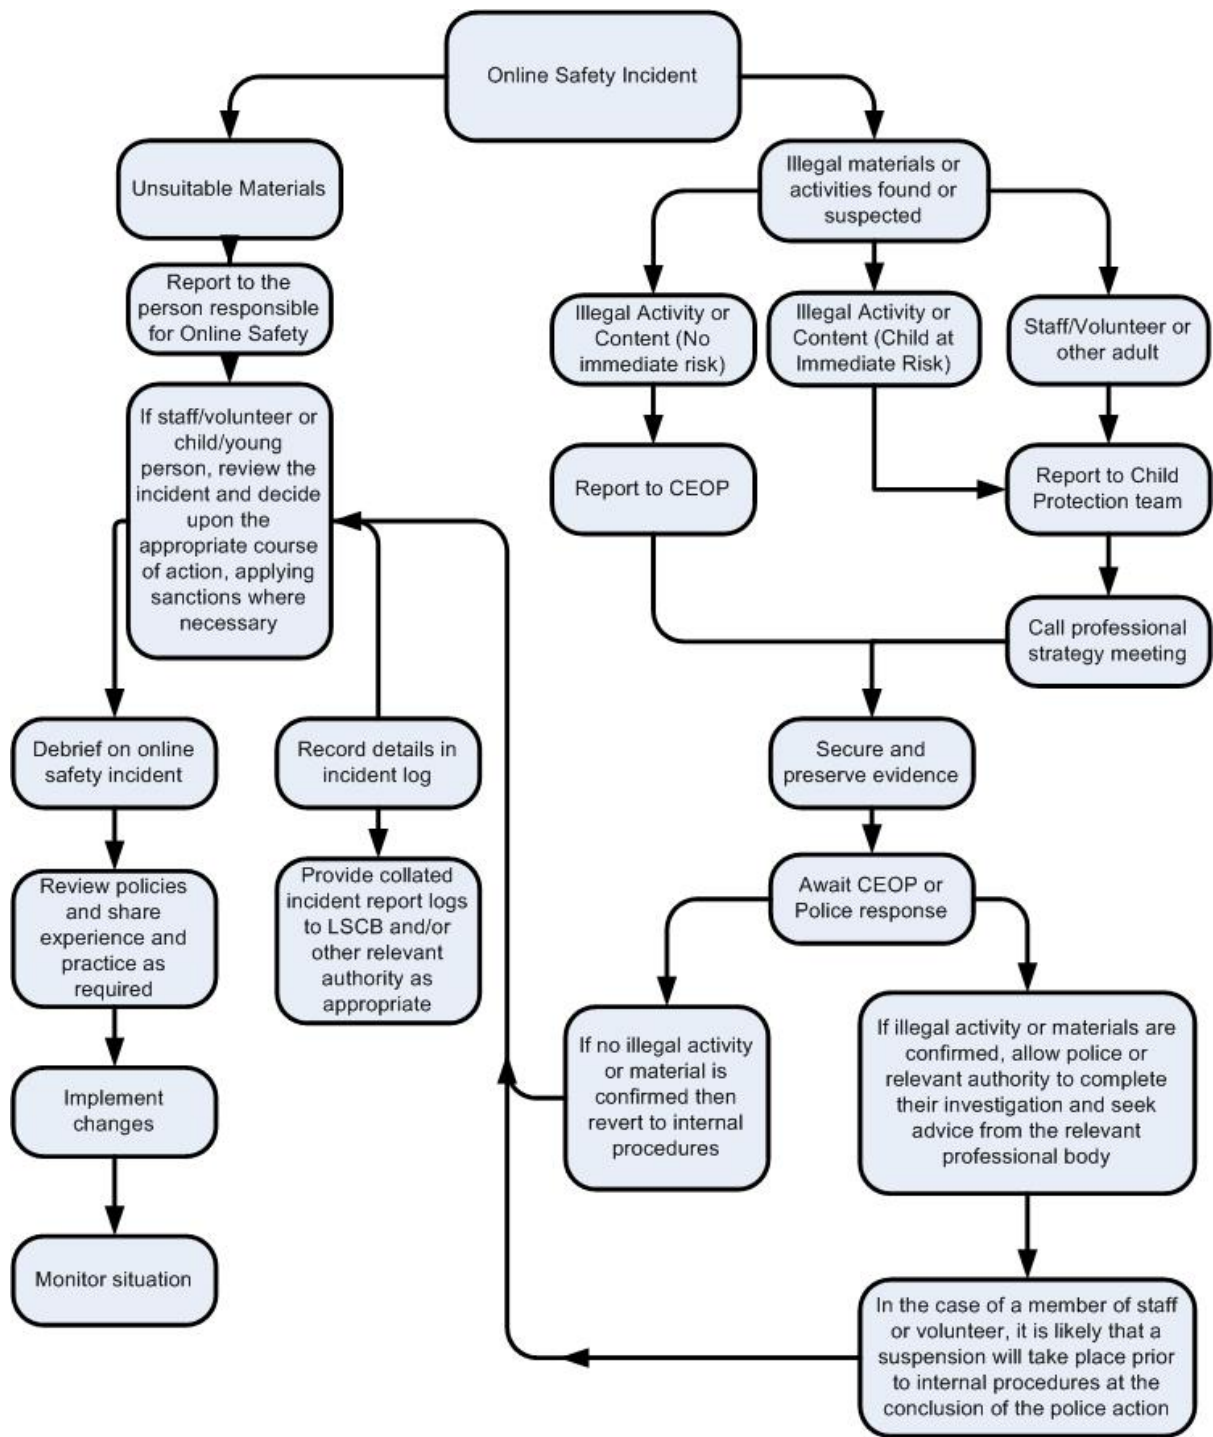 Online Safety Incident
Unsuitable Materials
Illegal materials or
activities found or
suspected
Report to the
person responsible
for Online Safety
Illegal Activity or
Content (No
immediate risk)
Illegal Activity or
Content (Child at
Immediate Risk)
Staff/Volunteer or
other adult
If staff/volunteer or
child/young
person, review the
incident and decide
upon the
appropriate course
of action, applying
sanctions where
necessary
Report to CEOP
Report to Child
Protection team
Call professional
strategy meeting
Debrief on online
safety incident
Record details in
incident log
Secure and
preserve evidence
Review policies
and share
experience and
practice as
required
Provide collated
incident report logs
to LSCB and/or
other relevant
authority as
appropriate
Await CEOP or
Police response
If no illegal activity
or material is
confirmed then
revert to internal
procedures
If illegal activity or materials are
confirmed, allow police or
relevant authority to complete
their investigation and seek
advice from the relevant
professional body
Implement
changes
Monitor situation
In the case of a member of staff
or volunteer, it is likely that a
suspension will take place prior
to internal procedures at the
conclusion of the police action